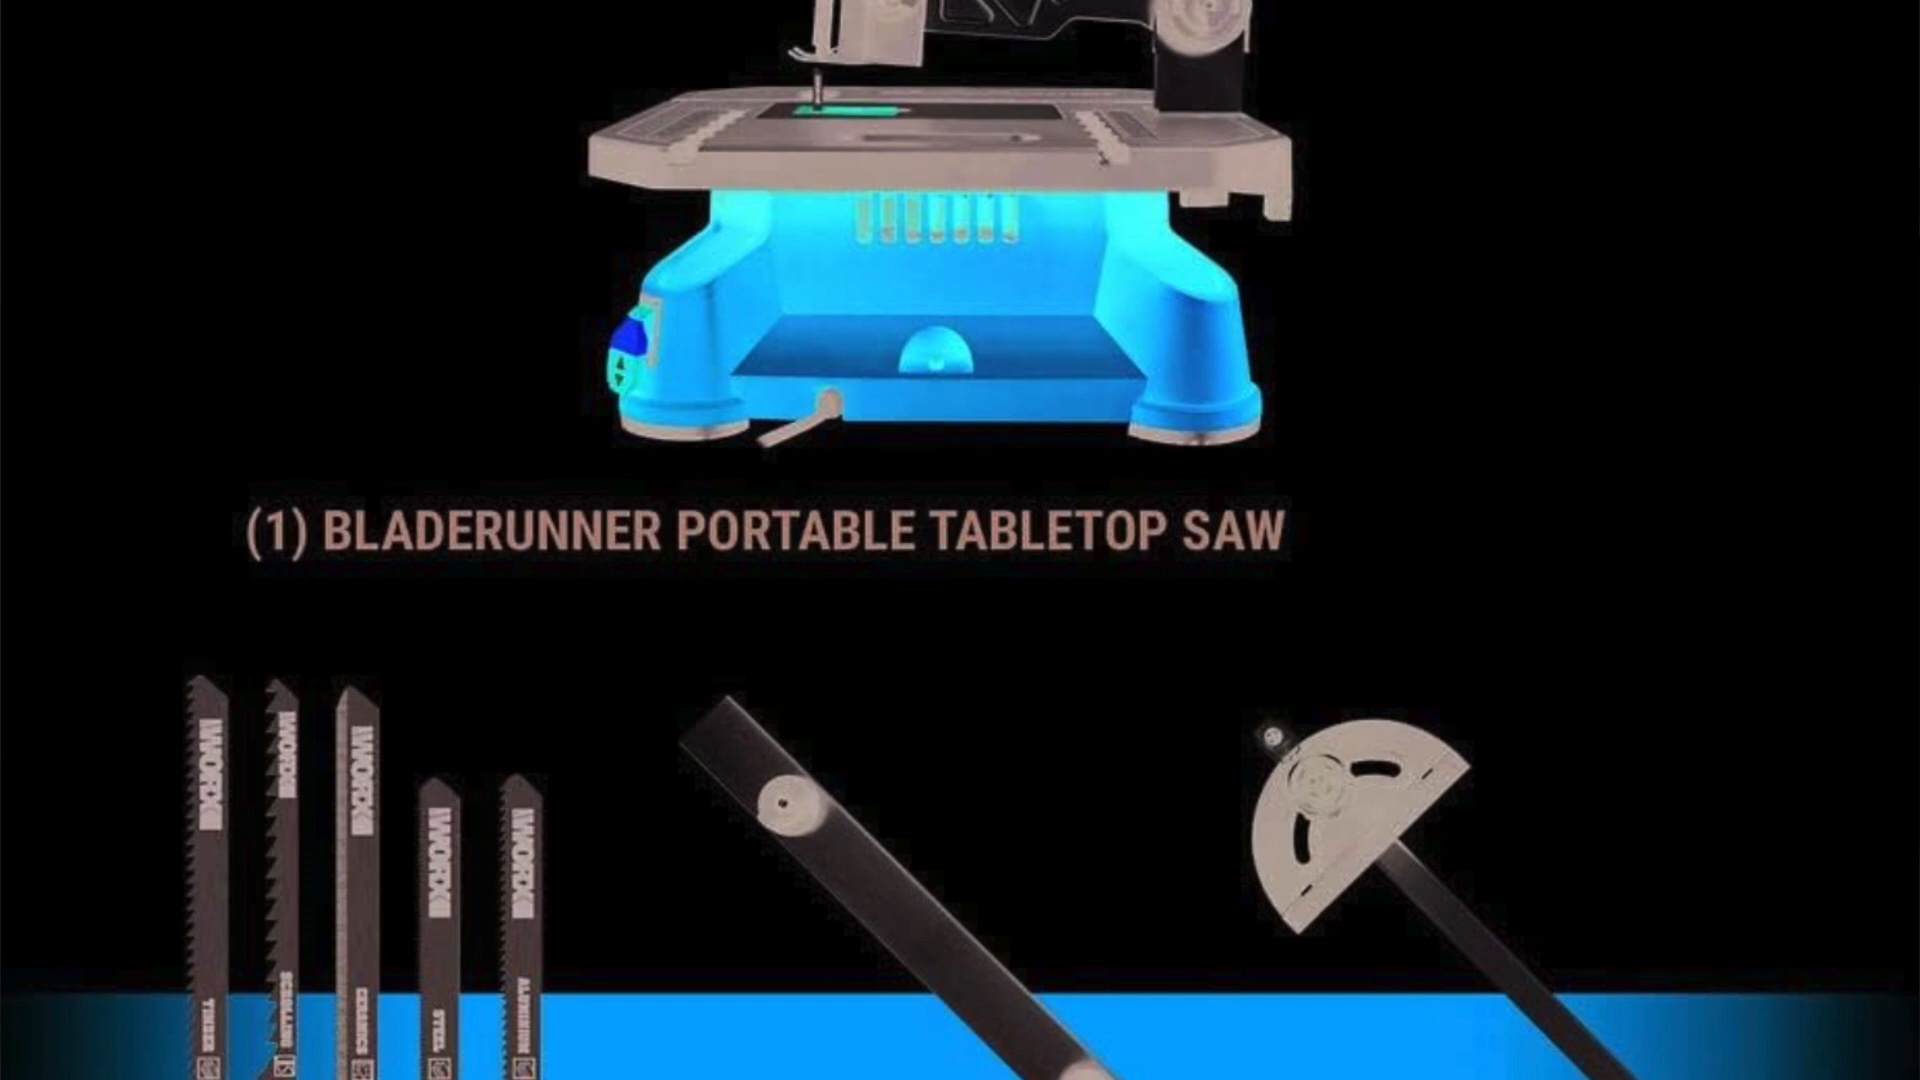 (1) BLADERUNNER PORTABLE TABLETOP SAW
WORX
WORX
WORX
WORX
WORX
TIMBER
SCROLLING
CERAMICS
STEEL
ALUMINIUM